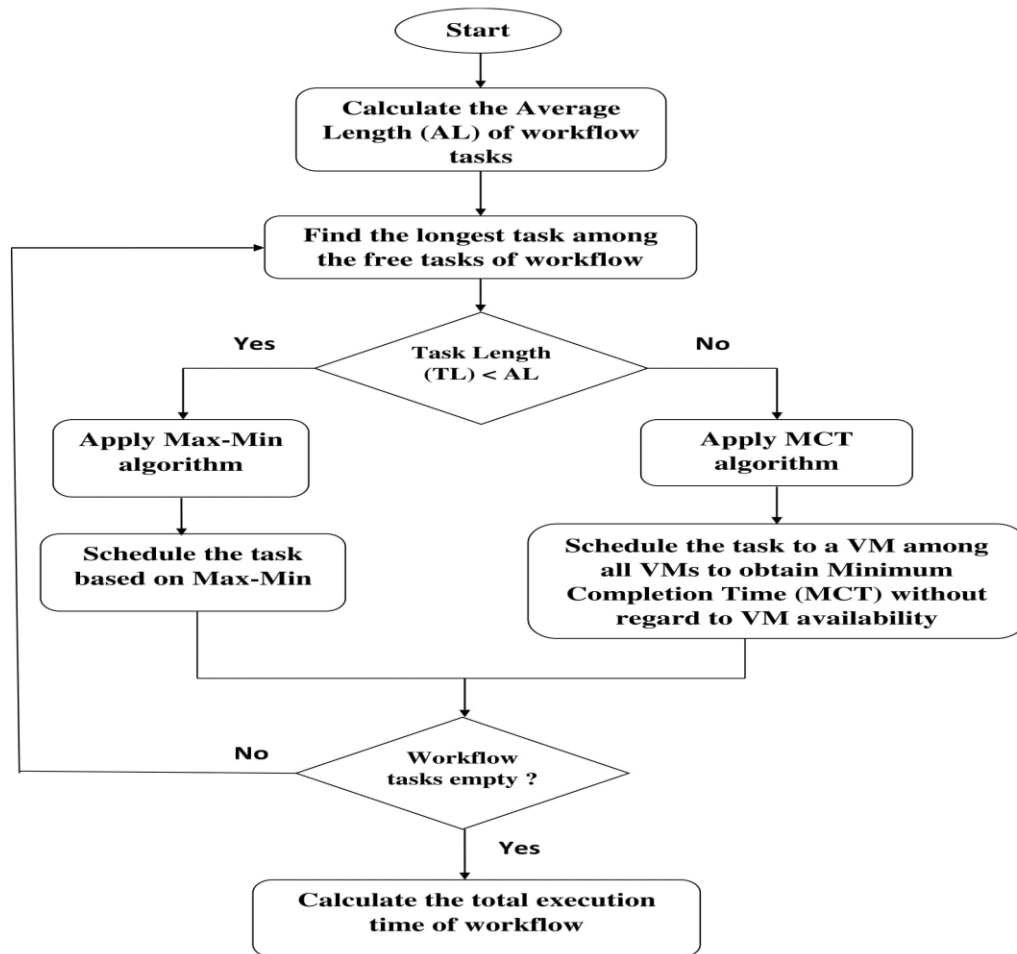 Start
Calculate the Average
Length (AL) of workflow
tasks
Find the longest task among
the free tasks of workflow
Yes
Task Length
(TL) < AL
No
Apply Max-Min
algorithm
Apply MCT
algorithm
Schedule the task
based on Max-Min
Schedule the task to a VM among
all VMs to obtain Minimum
Completion Time (MCT) without
regard to VM availability
No
Workflow
tasks empty ?
Yes
Calculate the total execution
time of workflow